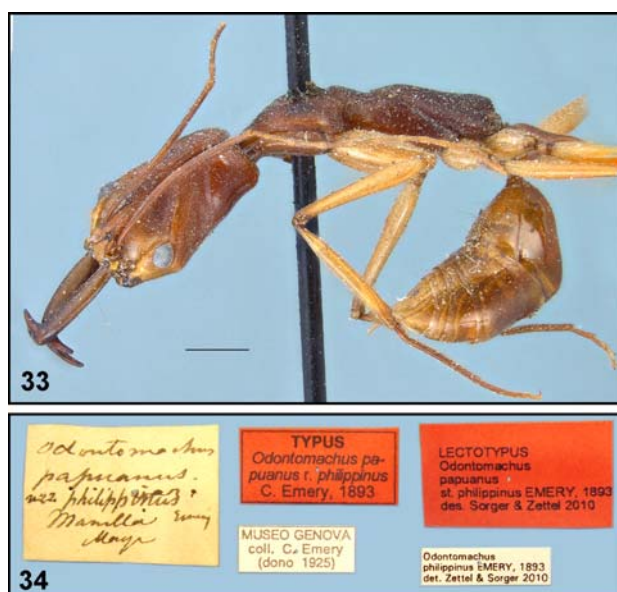 33
Odontomachus
papuanus.
philippinus
Manilla Emery
Mayr
TYPUS
Odontomachus pa-
puanus r. philippinus
C. Emery, 1893
MUSEO GENOVA
coll. C. Emery
(dono 1925)
LECTOTYPUS
Odontomachus
papuanus
st. philippinus EMERY, 1893
des. Sorger & Zettel 2010
Odontomachus
philippinus EMERY, 1893
det. Zettel & Sorger 2010
34